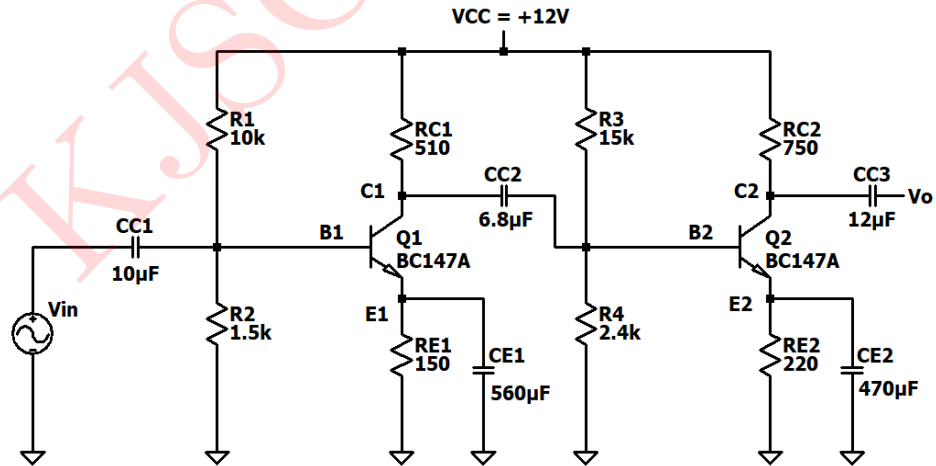 VCC = +12V
R1
10k
RC1
510
R3
15k
RC2
750
C1
CC2
6.8µF
C2
CC3
12µF
Vo
CC1
10µF
B1
Q1
BC147A
B2
Q2
BC147A
Vin
R2
1.5k
E1
RE1
150
CE1
560µF
R4
2.4k
E2
RE2
220
CE2
470µF